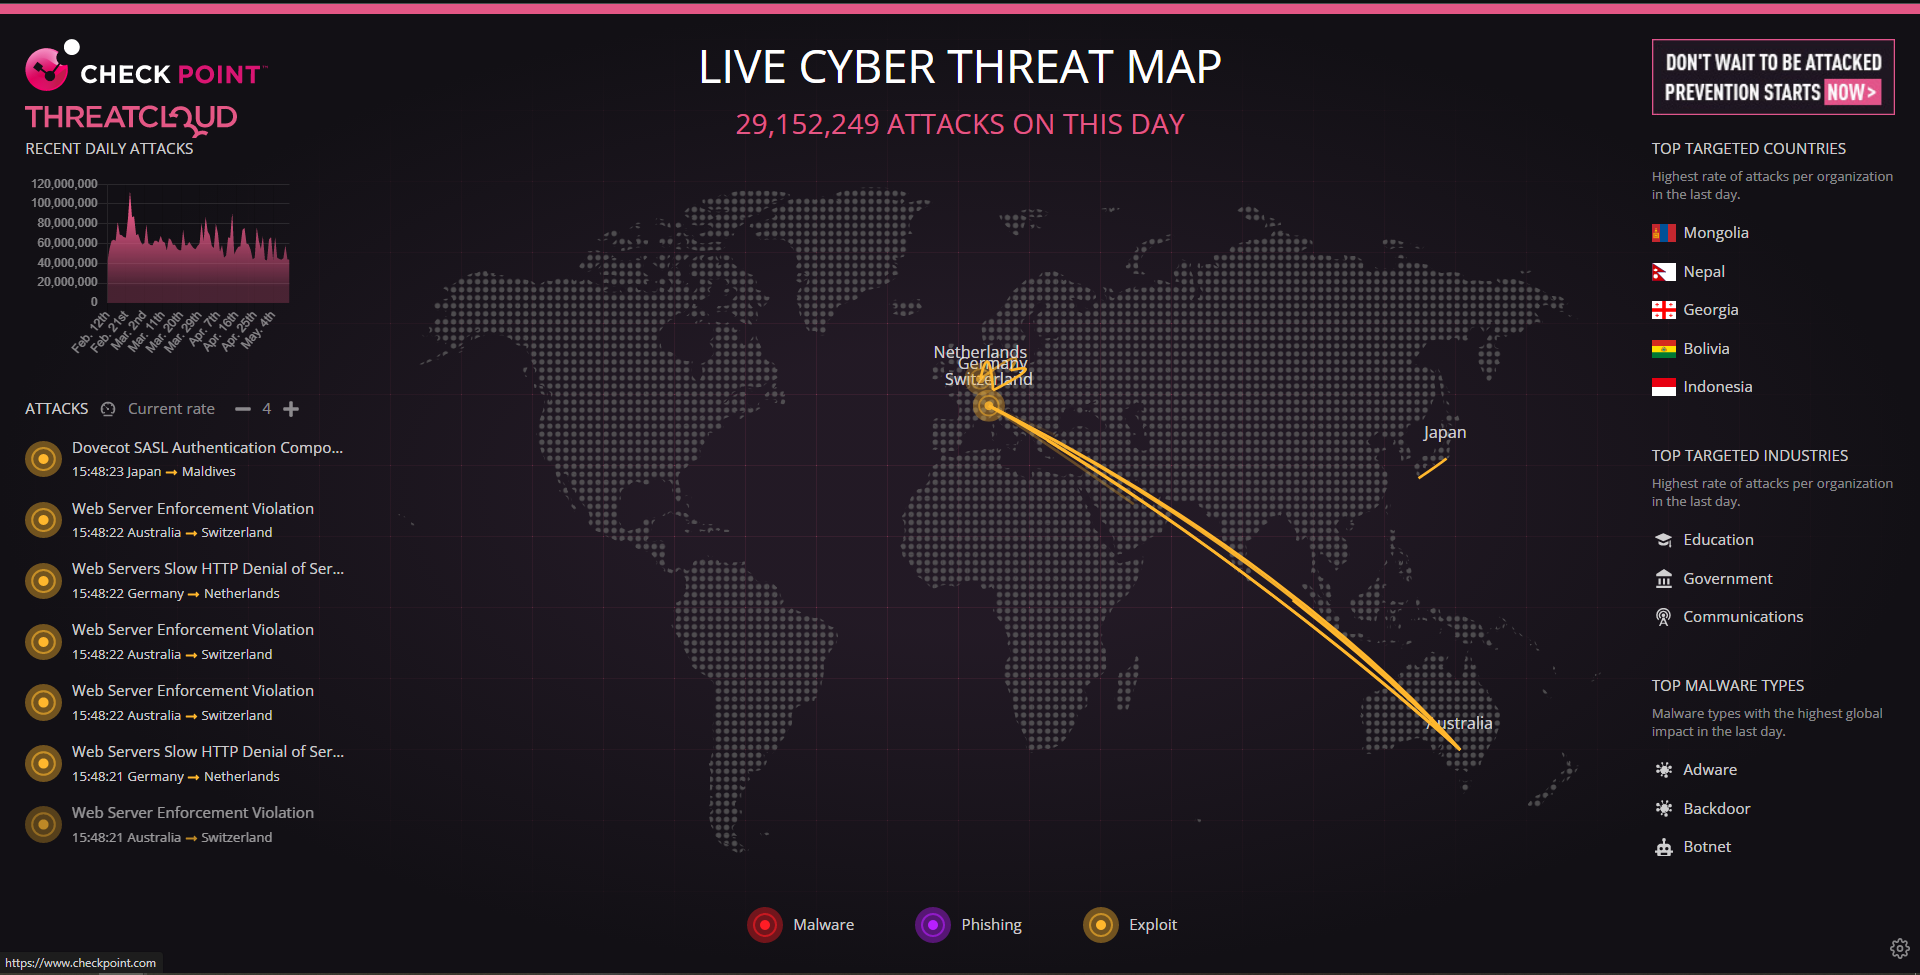 CHECK POINT™
THREATCLOUD
RECENT DAILY ATTACKS
120,000,000
100,000,000
80,000,000
60,000,000
40,000,000
20,000,000
0
Feb. 12th
Feb. 21st
Mar. 2nd
Mar. 11th
Mar. 20th
Mar. 29th
Apr. 7th
Apr. 16th
Apr. 25th
May. 4th
ATTACKS Current rate 4
Dovecot SASL Authentication Compo...
15:48:23 Japan → Maldives
Web Server Enforcement Violation
15:48:22 Australia → Switzerland
Web Servers Slow HTTP Denial of Ser...
15:48:22 Germany → Netherlands
Web Server Enforcement Violation
15:48:22 Australia → Switzerland
Web Server Enforcement Violation
15:48:22 Australia → Switzerland
Web Servers Slow HTTP Denial of Ser...
15:48:21 Germany → Netherlands
Web Server Enforcement Violation
15:48:21 Australia → Switzerland
LIVE CYBER THREAT MAP
29,152,249 ATTACKS ON THIS DAY
Netherlands
Germany
Switzerland
Japan
Australia
Malware
Phishing
Exploit
DON'T WAIT TO BE ATTACKED
PREVENTION STARTS NOW >
TOP TARGETED COUNTRIES
Highest rate of attacks per organization
in the last day.
Mongolia
Nepal
Georgia
Bolivia
Indonesia
TOP TARGETED INDUSTRIES
Highest rate of attacks per organization
in the last day.
Education
Government
Communications
TOP MALWARE TYPES
Malware types with the highest global
impact in the last day.
Adware
Backdoor
Botnet
https://www.checkpoint.com